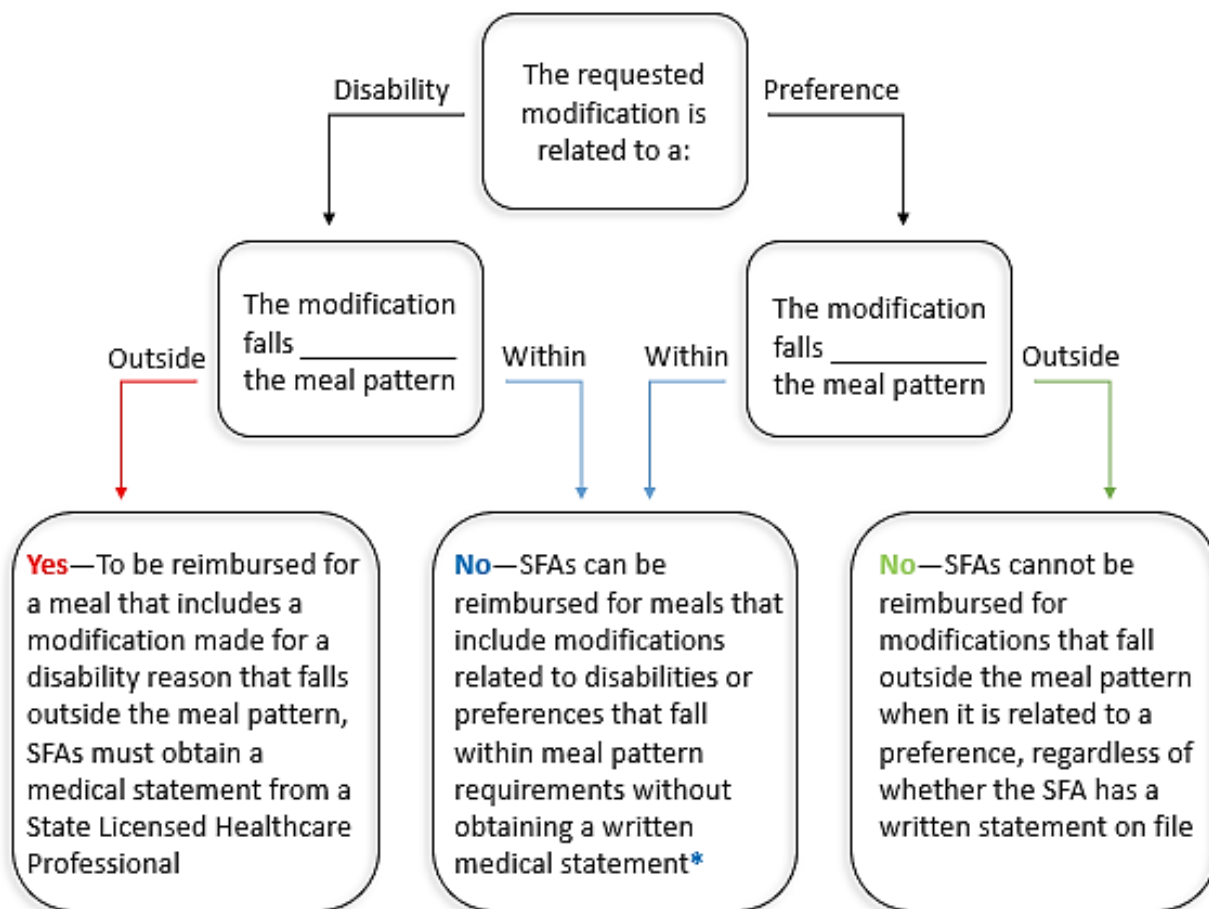 The requested
modification is
related to a:
Disability
Preference
The modification
falls ___________
the meal pattern
Outside
Within
The modification
falls ___________
the meal pattern
Within
Outside
Yes—To be reimbursed for
a meal that includes a
modification made for a
disability reason that falls
outside the meal pattern,
SFAs must obtain a
medical statement from a
State Licensed Healthcare
Professional
No—SFAs can be
reimbursed for meals that
include modifications
related to disabilities or
preferences that fall
within meal pattern
requirements without
obtaining a written
medical statement*
No—SFAs cannot be
reimbursed for
modifications that fall
outside the meal pattern
when it is related to a
preference, regardless of
whether the SFA has a
written statement on file